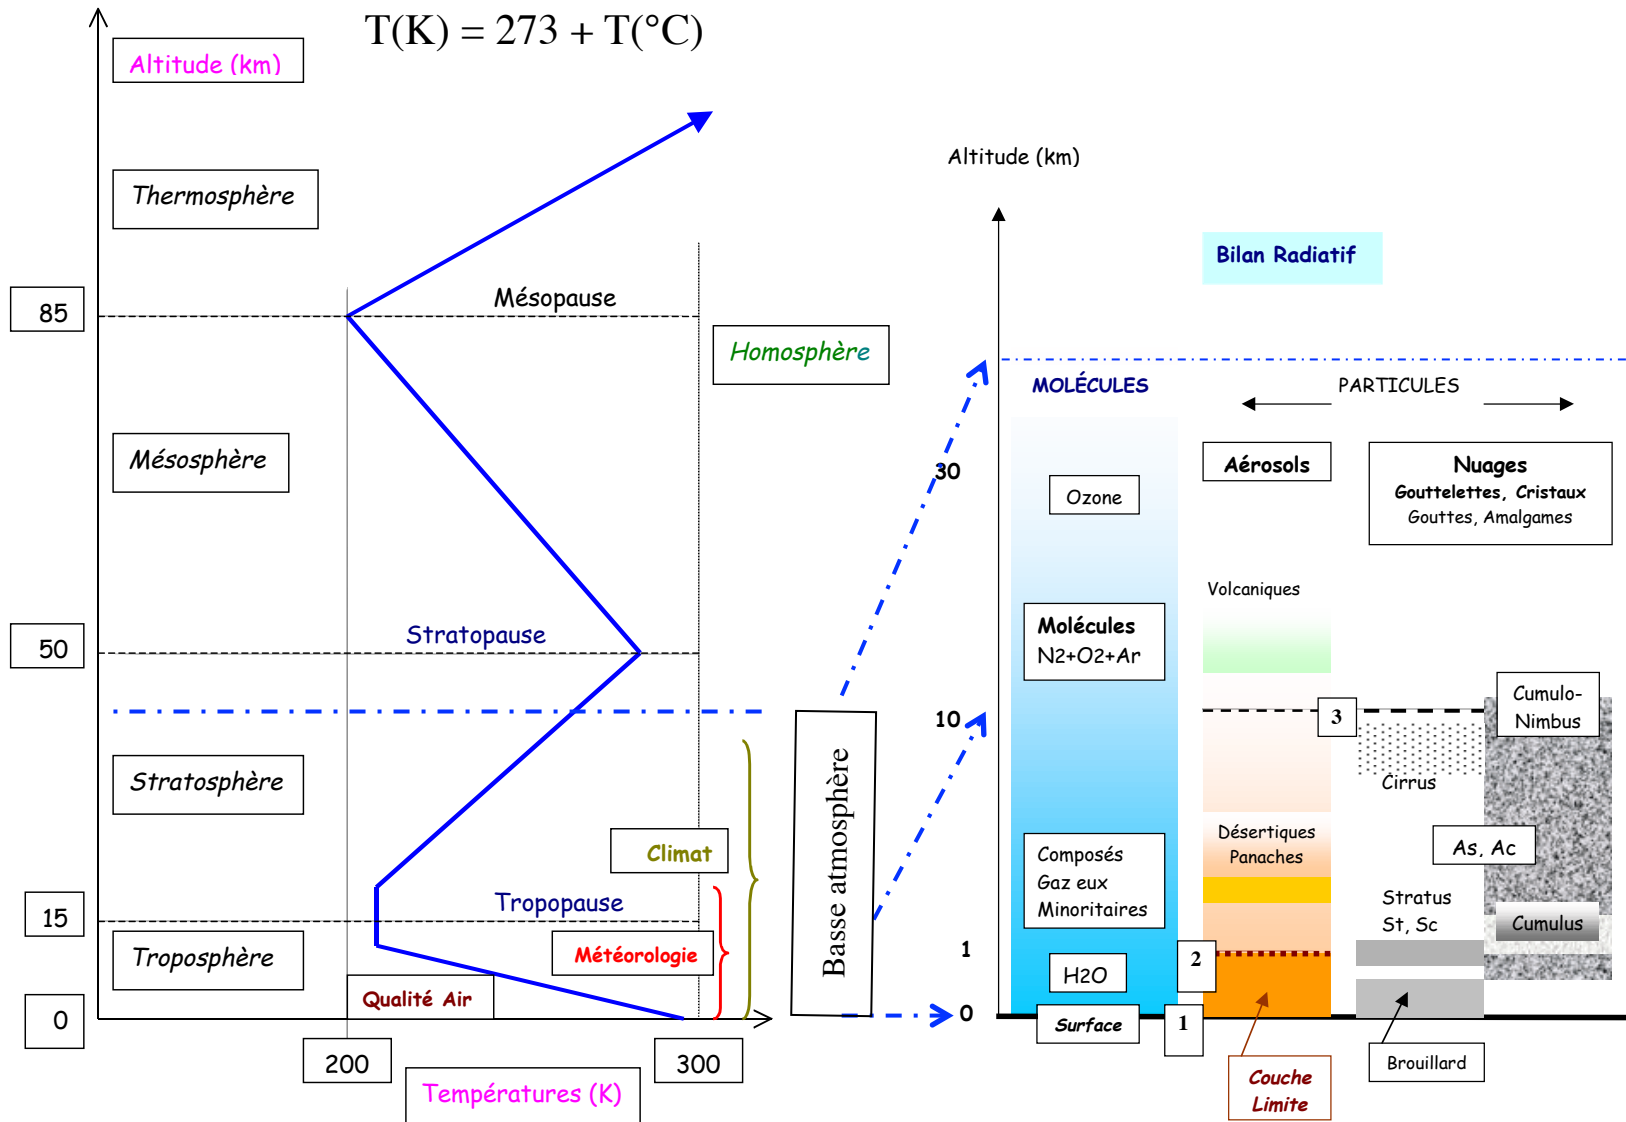 T(K) = 273 + T(°C)
Altitude (km)
Thermosphère
85
Mésopause
Homosphère
Mésosphère
50
Stratopause
Stratosphère
Climat
15
Tropopause
Troposphère
Météorologie
Qualité Air
0
200
300
Températures (K)
Basse atmosphère
Altitude (km)
Bilan Radiatif
MOLÉCULES
PARTICULES
30
Ozone
Aérosols
Nuages
Gouttelettes, Cristaux
Gouttes, Amalgames
Volcaniques
Molécules
N2+O2+Ar
10
3
Cumulo-
Nimbus
Cirrus
Désertiques
Panaches
As, Ac
Composés
Gaz eux
Minoritaires
Stratus
St, Sc
Cumulus
1
2
H2O
0
Surface
1
Couche
Limite
Brouillard